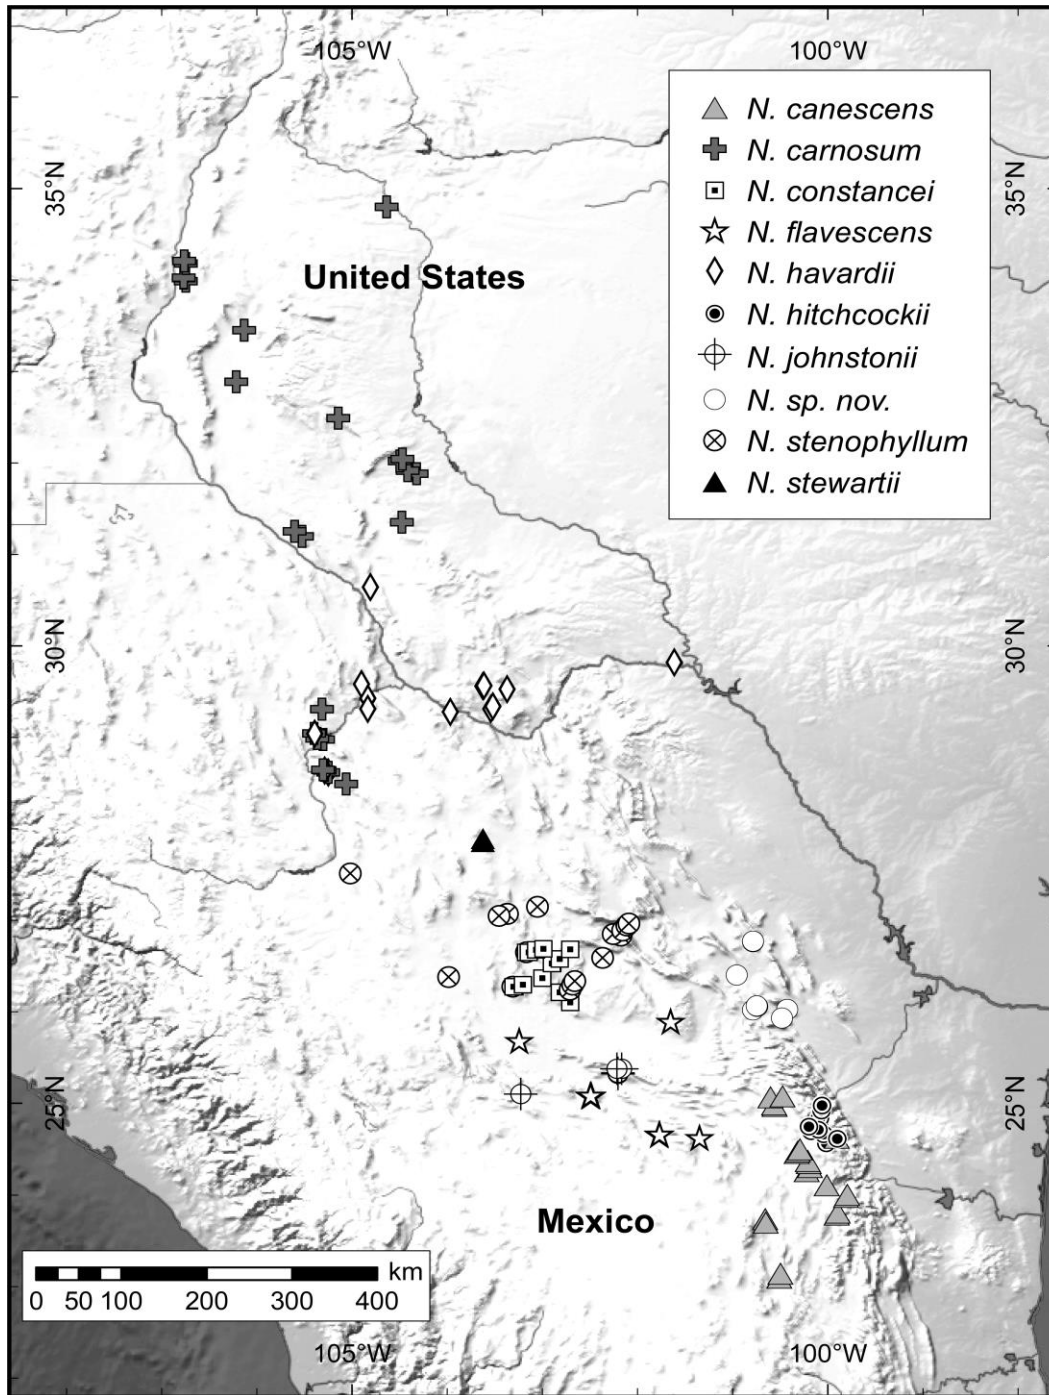 105°W
100°W
N. canescens
N. carnosum
N. constancei
N. flavescens
N. havardii
N. hitchcockii
N. johnstonii
N. sp. nov.
N. stenophyllum
N. stewartii
35°N
35°N
United States
30°N
30°N
25°N
25°N
Mexico
km
0 50 100 200 300 400
105°W
100°W